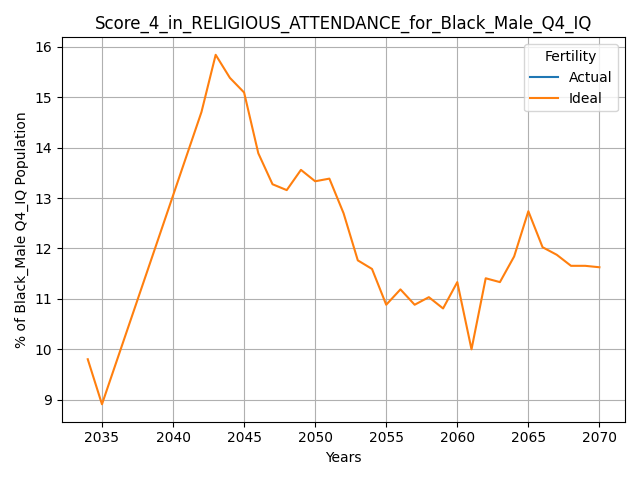 Score_4_in_RELIGIOUS_ATTENDANCE_for_Black_Male_Q4_IQ
Fertility
Actual
Ideal
% of Black_Male Q4_IQ Population
16
15
14
13
12
11
10
9
2035 2040 2045 2050 2055 2060 2065 2070
Years